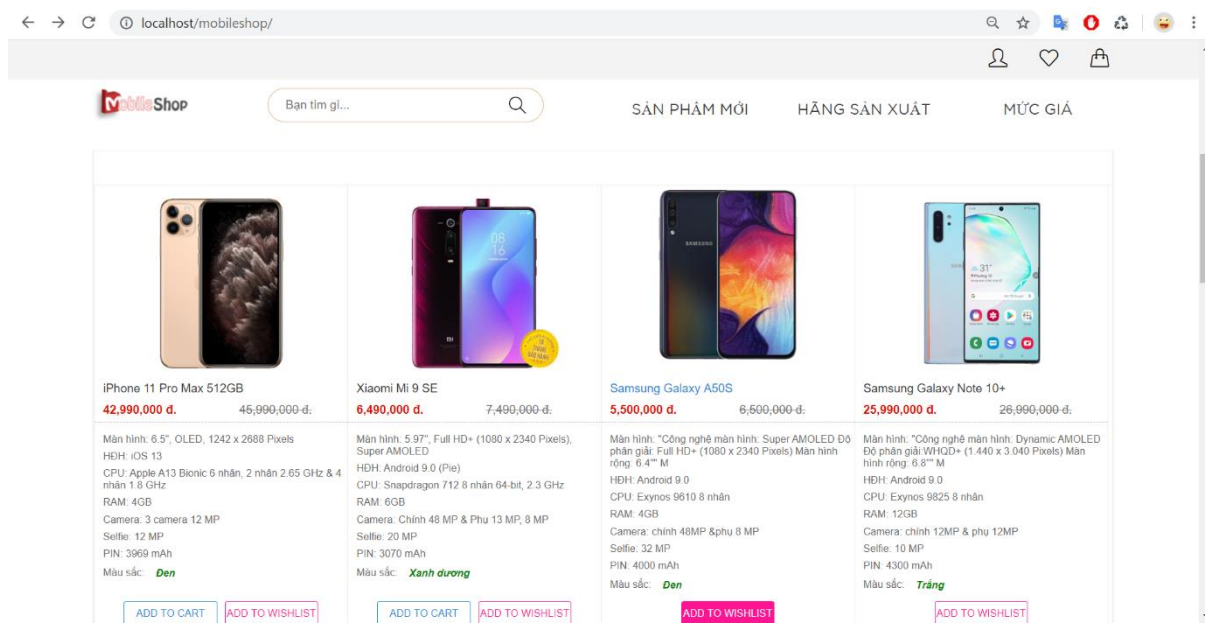 localhost/mobileshop/
MobileShop
Bạn tìm gì...
SẢN PHẨM MỚI
HÃNG SẢN XUẤT
MỨC GIÁ
iPhone 11 Pro Max 512GB
42,990,000 đ. 45,990,000 đ.
Màn hình: 6.5", OLED, 1242 x 2688 Pixels
HĐH: iOS 13
CPU: Apple A13 Bionic 6 nhân, 2 nhân 2.65 GHz & 4
nhân 1.8 GHz
RAM: 4GB
Camera: 3 camera 12 MP
Selfie: 12 MP
PIN: 3969 mAh
Màu sắc: Đen
ADD TO CART ADD TO WISHLIST
08
16
Xiaomi Mi 9 SE
6,490,000 đ. 7,490,000 đ.
Màn hình: 5.97", Full HD+ (1080 x 2340 Pixels),
Super AMOLED
HĐH: Android 9.0 (Pie)
CPU: Snapdragon 712 8 nhân 64-bit, 2.3 GHz
RAM: 6GB
Camera: Chính 48 MP & Phụ 13 MP, 8 MP
Selfie: 20 MP
PIN: 3070 mAh
Màu sắc: Xanh dương
ADD TO CART ADD TO WISHLIST
SAMSUNG
Samsung Galaxy A50S
5,500,000 đ. 6,500,000 đ.
Màn hình: "Công nghệ màn hình: Super AMOLED Độ
phân giải: Full HD+ (1080 x 2340 Pixels) Màn hình
rộng: 6.4"" M
HĐH: Android 9.0
CPU: Exynos 9610 8 nhân
RAM: 4GB
Camera: chính 48MP &phụ 8 MP
Selfie: 32 MP
PIN: 4000 mAh
Màu sắc: Đen
ADD TO WISHLIST
31°
Samsung Galaxy Note 10+
25,990,000 đ. 26,990,000 đ.
Màn hình: "Công nghệ màn hình: Dynamic AMOLED
Độ phân giải:WHQD+ (1.440 x 3.040 Pixels) Màn
hình rộng: 6.8"" M
HĐH: Android 9.0
CPU: Exynos 9825 8 nhân
RAM: 12GB
Camera: chính 12MP & phụ 12MP
Selfie: 10 MP
PIN: 4300 mAh
Màu sắc: Trắng
ADD TO WISHLIST